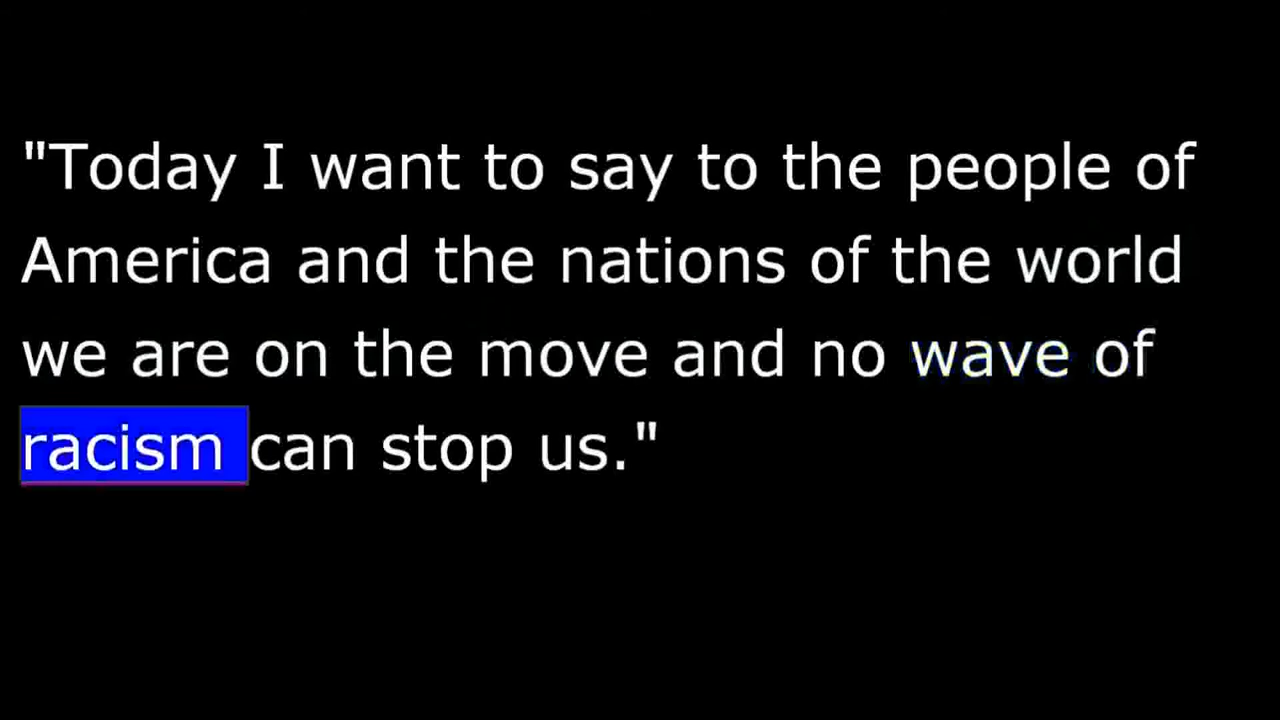 "Today I want to say to the people of
America and the nations of the world
we are on the move and no wave of
racism can stop us."